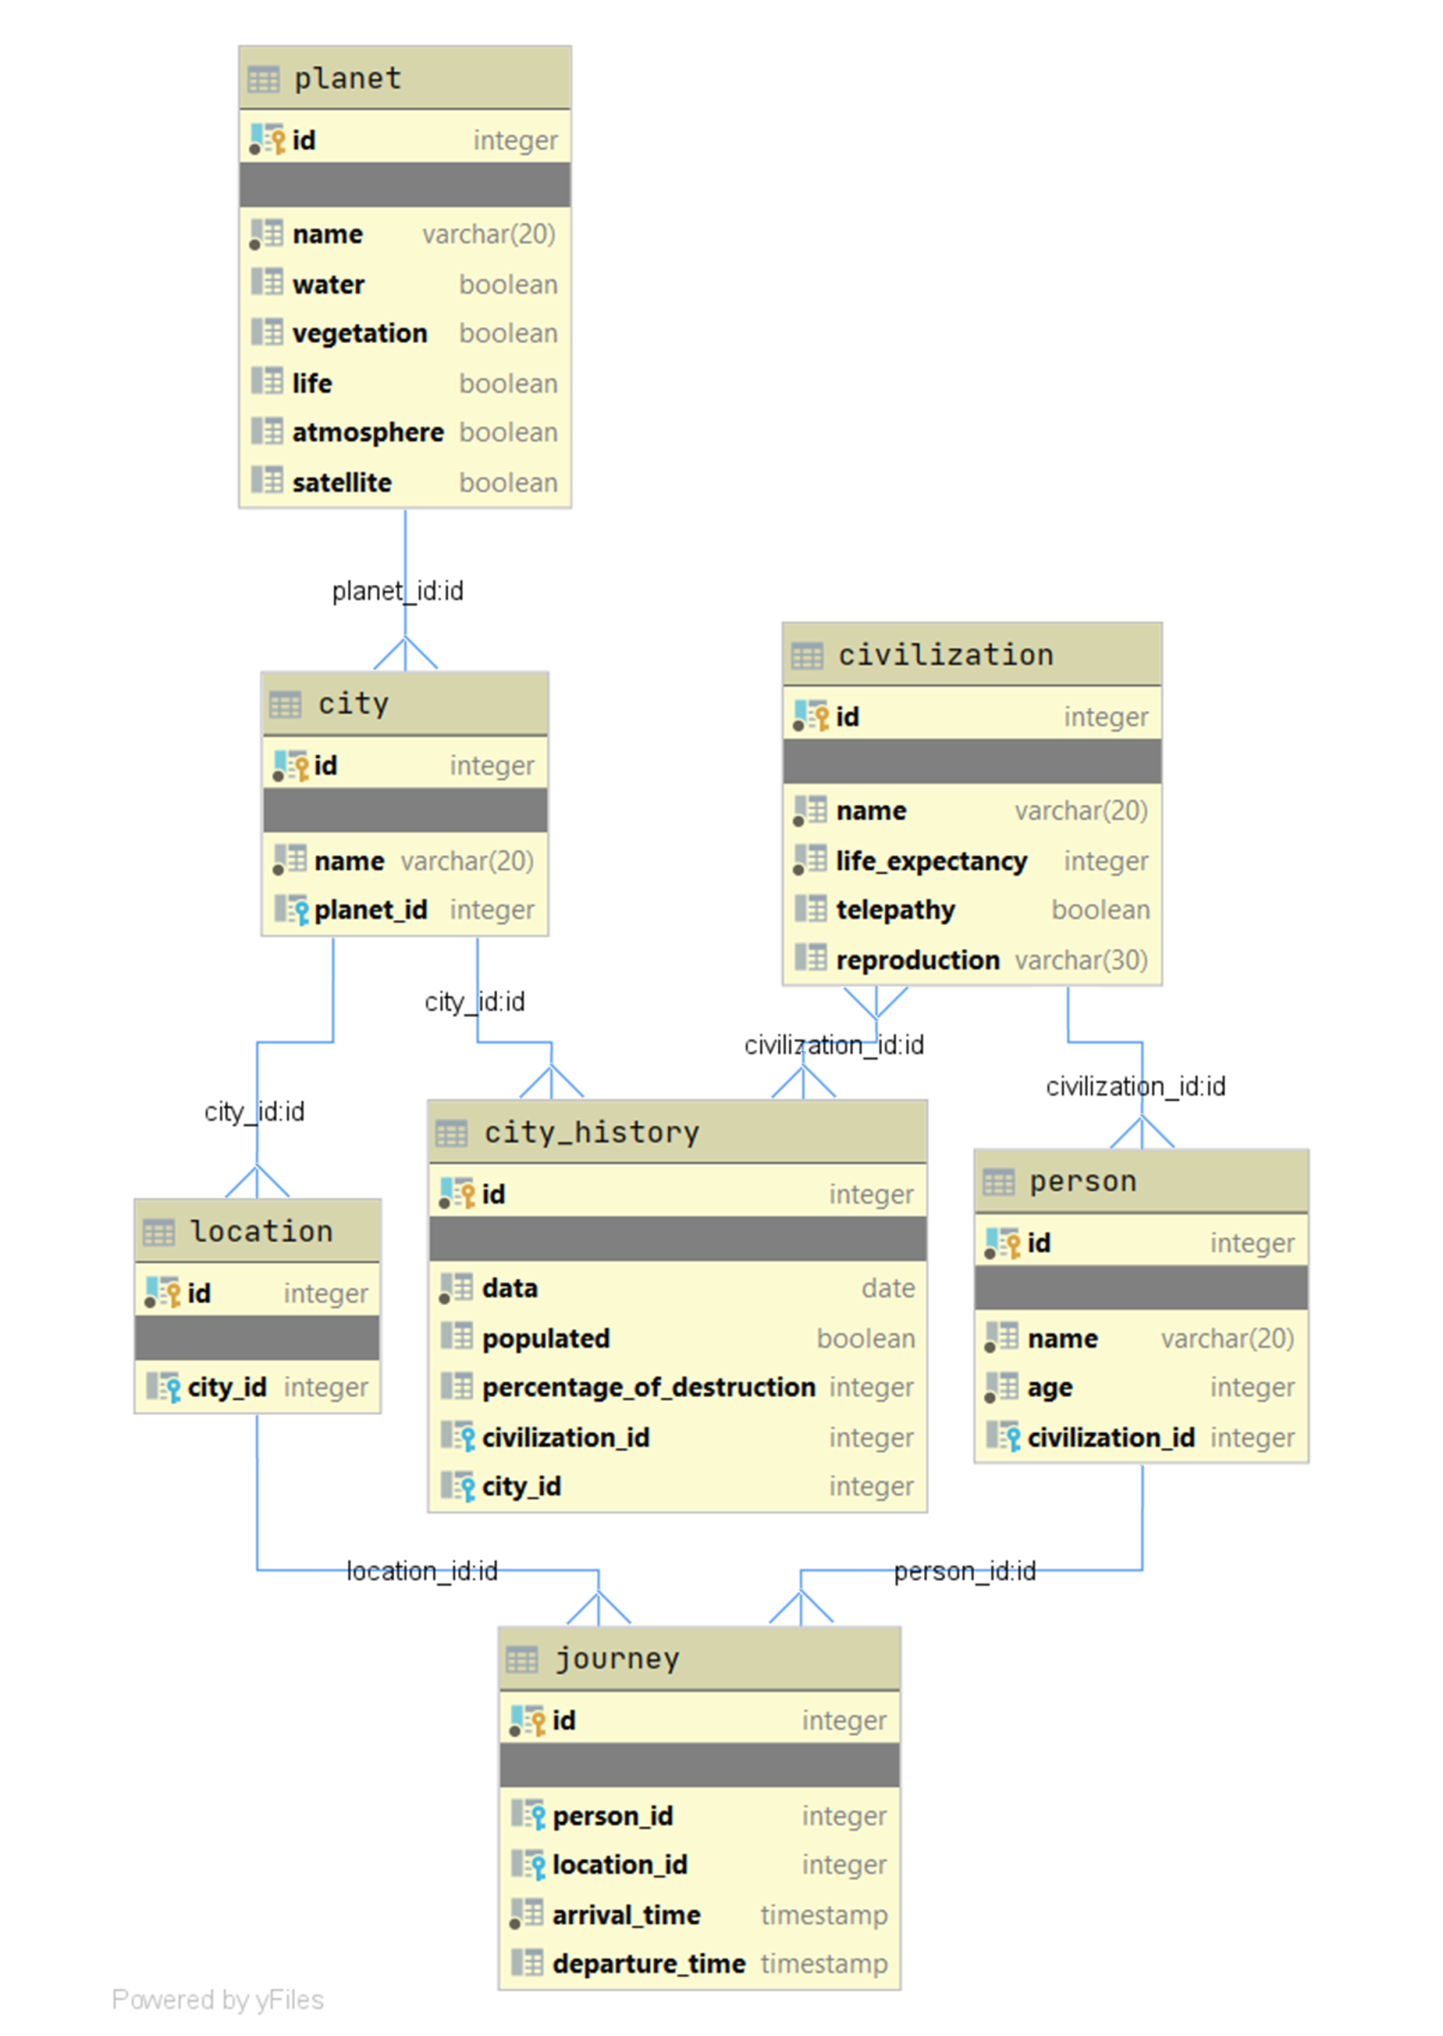 planet
id integer
name varchar(20)
water boolean
vegetation boolean
life boolean
atmosphere boolean
satellite boolean
planet_id:id
city
id integer
name varchar(20)
planet_id integer
civilization
id integer
name varchar(20)
life_expectancy integer
telepathy boolean
reproduction varchar(30)
city_id:id
civilization_id:id
civilization_id:id
city_id:id
city_history
id integer
data date
populated boolean
percentage_of_destruction integer
civilization_id integer
city_id integer
person
id integer
name varchar(20)
age integer
civilization_id integer
location
id integer
city_id integer
location_id:id
person_id:id
journey
id integer
person_id integer
location_id integer
arrival_time timestamp
departure_time timestamp
Powered by yFiles